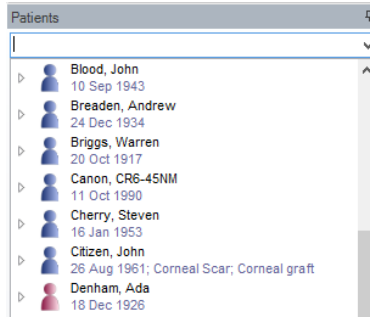 Patients
Blood, John
10 Sep 1943
Breaden, Andrew
24 Dec 1934
Briggs, Warren
20 Oct 1917
Canon, CR6-45NM
11 Oct 1990
Cherry, Steven
16 Jan 1953
Citizen, John
26 Aug 1961; Corneal Scar; Corneal graft
Denham, Ada
18 Dec 1926